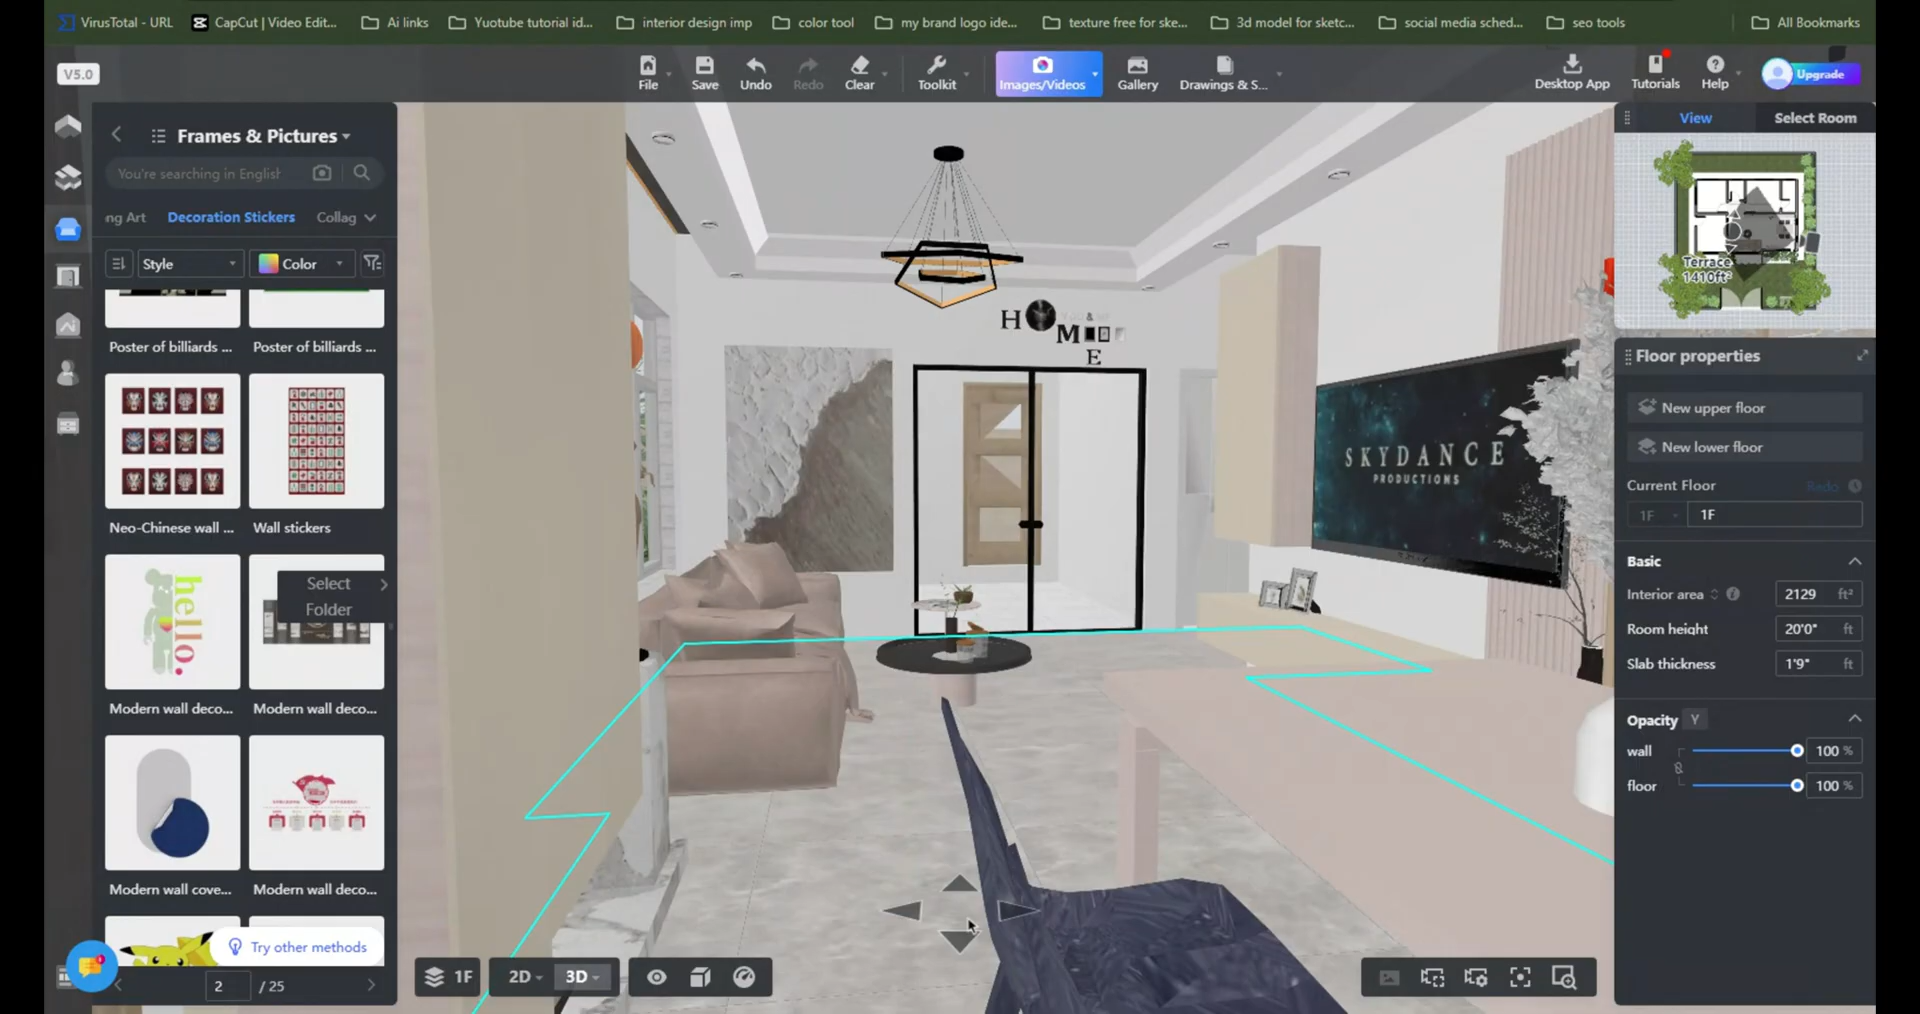 VirusTotal - URL
CapCut | Video Edit...
Ai links
Yuotube tutorial id...
interior design imp
color tool
my brand logo ide...
texture free for ske...
3d model for sketc...
social media sched...
seo tools
All Bookmarks
V5.0
File
Save
Undo
Redo
Clear
Toolkit
Images/Videos
Gallery
Drawings & S...
Desktop App
Tutorials
Help
Upgrade
Frames & Pictures
You're searching in English
ng Art
Decoration Stickers
Collag
Style
Color
Poster of billiards ...
Poster of billiards ...
Neo-Chinese wall ...
Wall stickers
hello.
Select
Folder
Modern wall deco...
Modern wall deco...
Modern wall cove...
Modern wall deco...
Try other methods
2
/ 25
H M
E
SKYDANCE
PRODUCTIONS
1F
2D
3D
View
Select Room
Terrace
1410ft²
Floor properties
New upper floor
New lower floor
Current Floor
Redo
1F
1F
Basic
Interior area
2129 ft²
Room height
20'0" ft
Slab thickness
1'9" ft
Opacity
Y
wall
100 %
floor
100 %